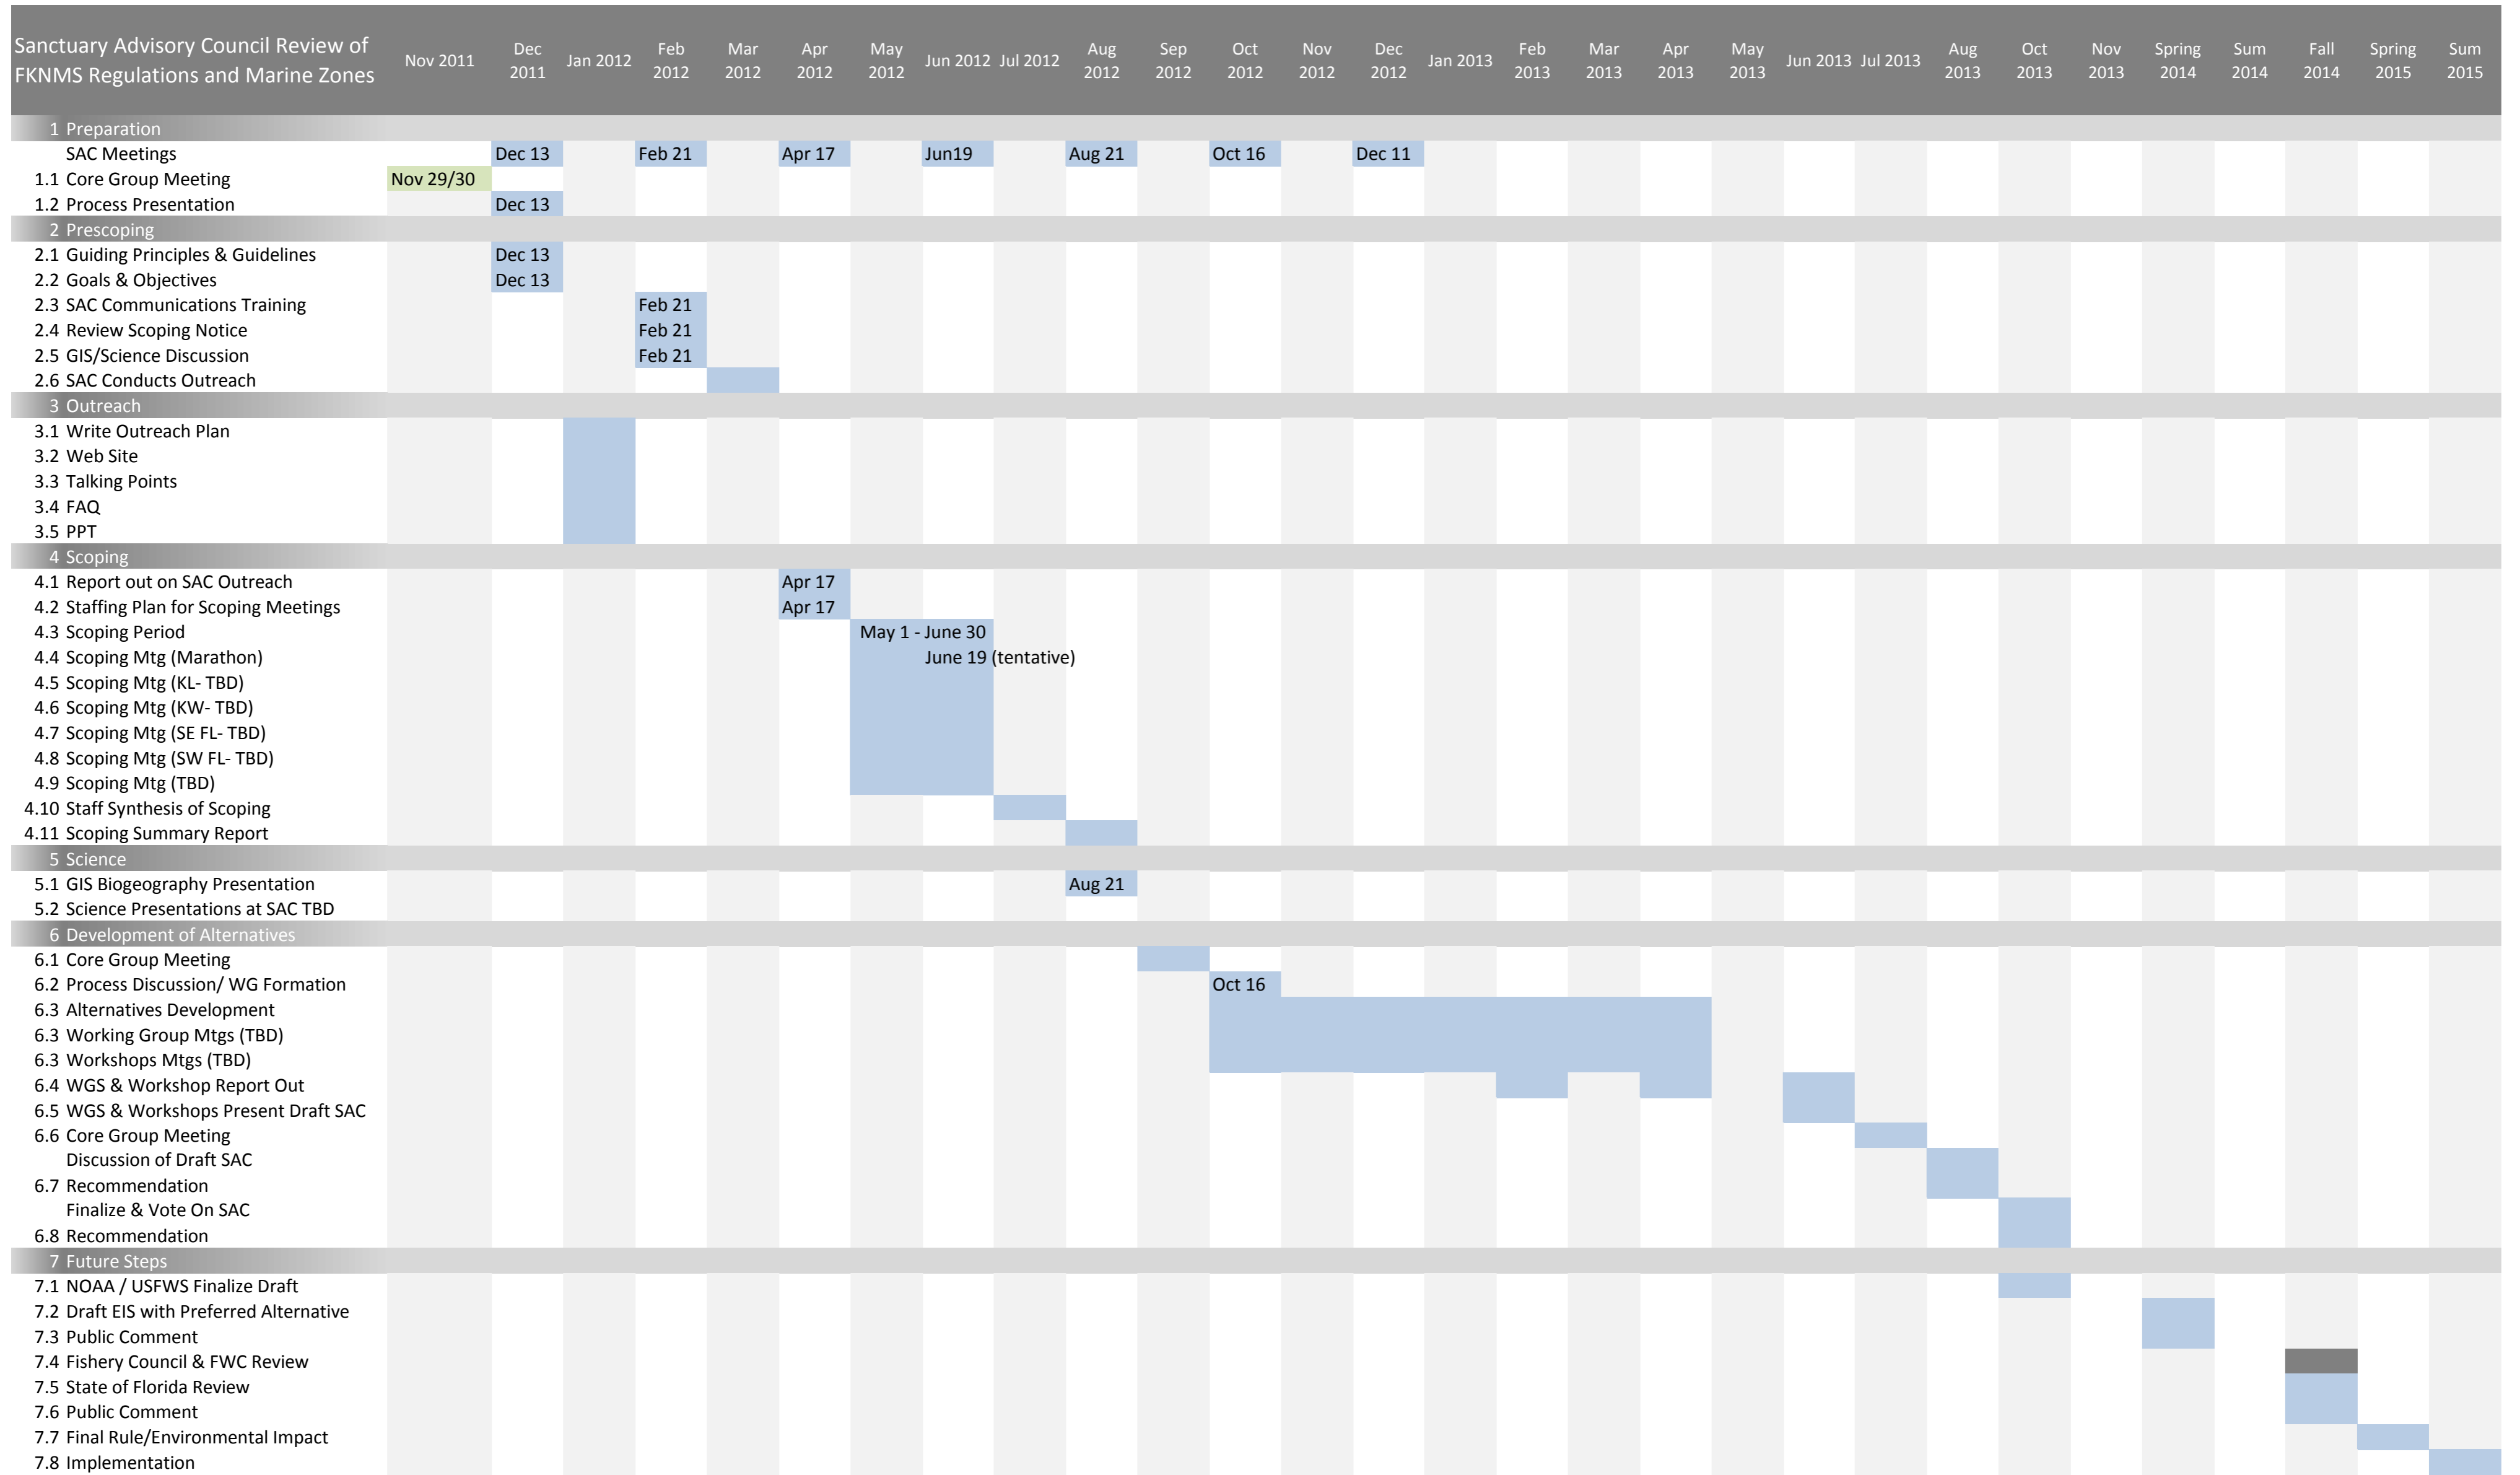 Sanctuary Advisory Council Review of FKNMS Regulations and Marine Zones
Nov 2011 Dec 2011 Jan 2012 Feb 2012 Mar 2012 Apr 2012 May 2012 Jun 2012 Jul 2012 Aug 2012 Sep 2012 Oct 2012 Nov 2012 Dec 2012 Jan 2013 Feb 2013 Mar 2013 Apr 2013 May 2013 Jun 2013 Jul 2013 Aug 2013 Oct 2013 Nov 2013 Spring 2014 Sum 2014 Fall 2014 Spring 2015 Sum 2015
1 Preparation
SAC Meetings Dec 13 Feb 21 Apr 17 Jun19 Aug 21 Oct 16 Dec 11
1.1 Core Group Meeting Nov 29/30
1.2 Process Presentation Dec 13
2 Prescoping
2.1 Guiding Principles & Guidelines Dec 13
2.2 Goals & Objectives Dec 13
2.3 SAC Communications Training Feb 21
2.4 Review Scoping Notice Feb 21
2.5 GIS/Science Discussion Feb 21
2.6 SAC Conducts Outreach
3 Outreach
3.1 Write Outreach Plan
3.2 Web Site
3.3 Talking Points
3.4 FAQ
3.5 PPT
4 Scoping
4.1 Report out on SAC Outreach Apr 17
4.2 Staffing Plan for Scoping Meetings Apr 17
4.3 Scoping Period May 1 - June 30
4.4 Scoping Mtg (Marathon) June 19 (tentative)
4.5 Scoping Mtg (KL- TBD)
4.6 Scoping Mtg (KW- TBD)
4.7 Scoping Mtg (SE FL- TBD)
4.8 Scoping Mtg (SW FL- TBD)
4.9 Scoping Mtg (TBD)
4.10 Staff Synthesis of Scoping
4.11 Scoping Summary Report
5 Science
5.1 GIS Biogeography Presentation Aug 21
5.2 Science Presentations at SAC TBD
6 Development of Alternatives
6.1 Core Group Meeting
6.2 Process Discussion/ WG Formation Oct 16
6.3 Alternatives Development
6.3 Working Group Mtgs (TBD)
6.3 Workshops Mtgs (TBD)
6.4 WGS & Workshop Report Out
6.5 WGS & Workshops Present Draft SAC
6.6 Core Group Meeting
Discussion of Draft SAC
6.7 Recommendation
Finalize & Vote On SAC
6.8 Recommendation
7 Future Steps
7.1 NOAA / USFWS Finalize Draft
7.2 Draft EIS with Preferred Alternative
7.3 Public Comment
7.4 Fishery Council & FWC Review
7.5 State of Florida Review
7.6 Public Comment
7.7 Final Rule/Environmental Impact
7.8 Implementation